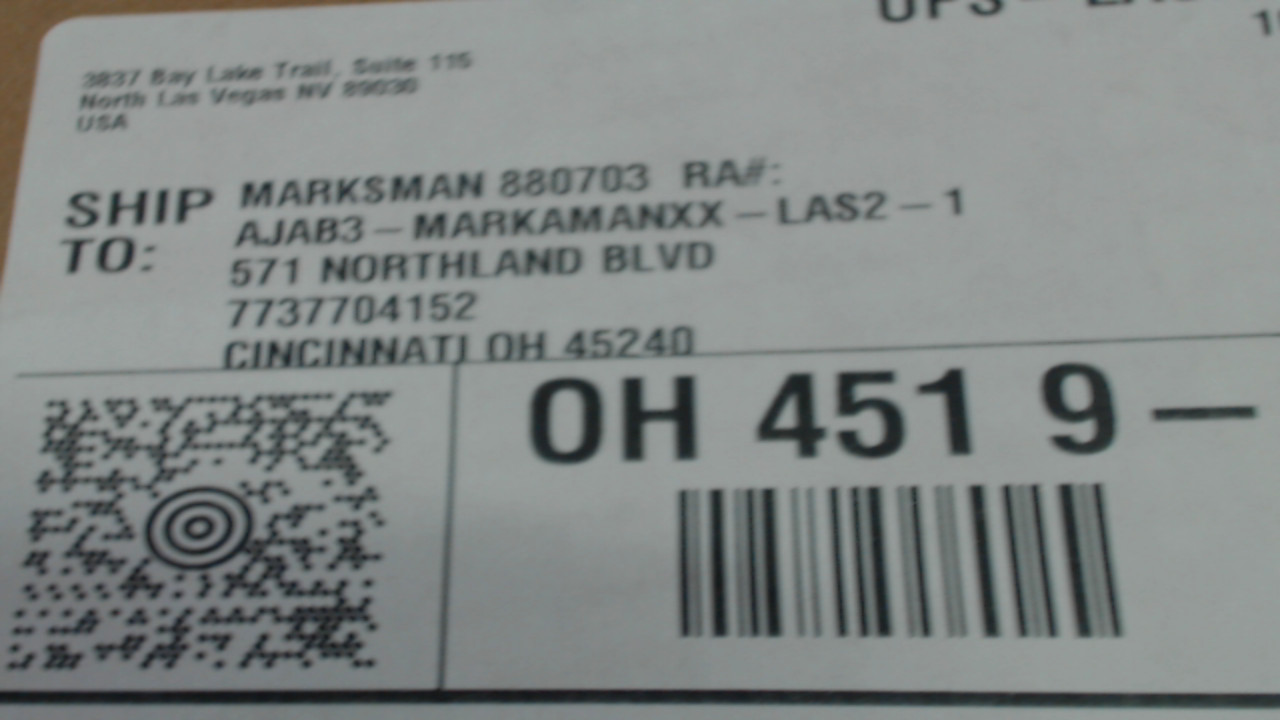 3837 Bay Lake Trail, Suite 115
North Las Vegas NV 89030
USA
SHIP TO:
MARKSMAN 880703 RA#:
AJAB3-MARKAMANXX-LAS2-1
571 NORTHLAND BLVD
7737704152
CINCINNATI OH 45240
OH 451 9-